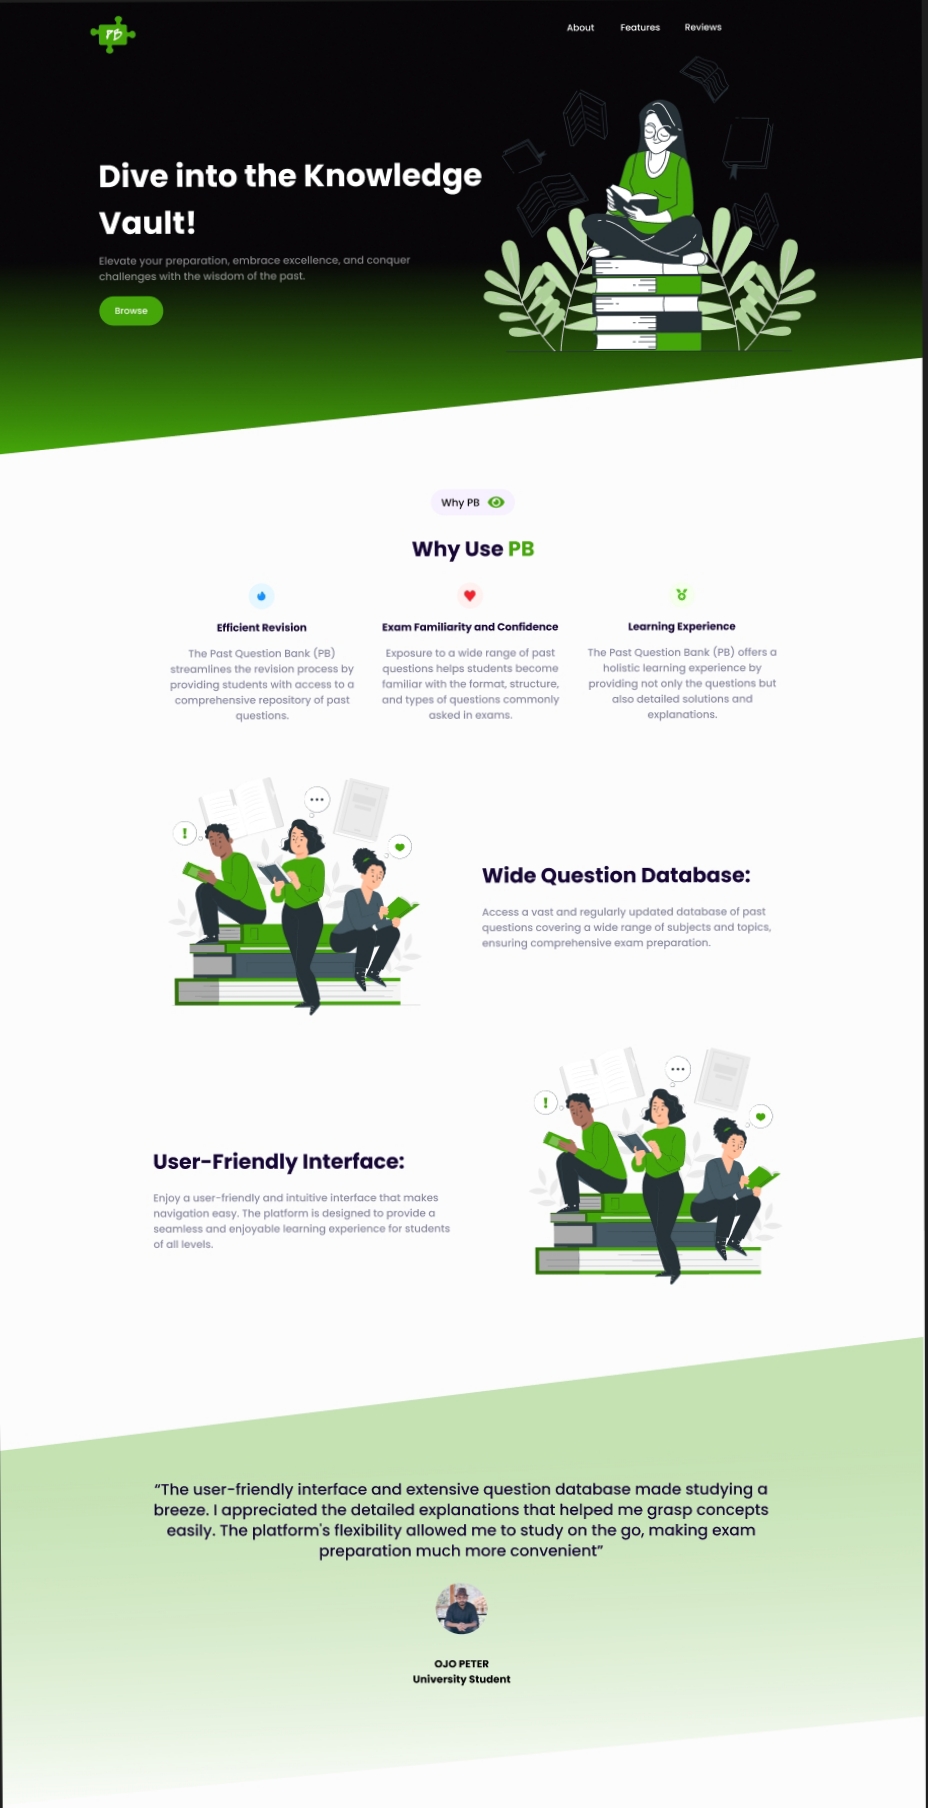 PB
About Features Reviews
Dive into the Knowledge
Vault!
Elevate your preparation, embrace excellence, and conquer
challenges with the wisdom of the past.
Browse
Why PB
Why Use PB
Efficient Revision
The Past Question Bank (PB)
streamlines the revision process by
providing students with access to a
comprehensive repository of past
questions.
Exam Familiarity and Confidence
Exposure to a wide range of past
questions helps students become
familiar with the format, structure,
and types of questions commonly
asked in exams.
Learning Experience
The Past Question Bank (PB) offers a
holistic learning experience by
providing not only the questions but
also detailed solutions and
explanations.
Wide Question Database:
Access a vast and regularly updated database of past
questions covering a wide range of subjects and topics,
ensuring comprehensive exam preparation.
User-Friendly Interface:
Enjoy a user-friendly and intuitive interface that makes
navigation easy. The platform is designed to provide a
seamless and enjoyable learning experience for students
of all levels.
“The user-friendly interface and extensive question database made studying a
breeze. I appreciated the detailed explanations that helped me grasp concepts
easily. The platform's flexibility allowed me to study on the go, making exam
preparation much more convenient”
OJO PETER
University Student